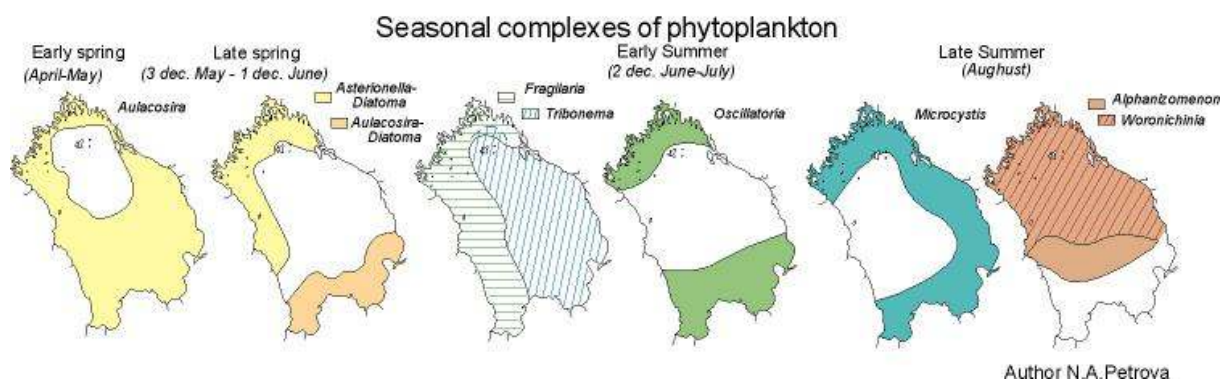 Seasonal complexes of phytoplankton
Early spring
(April-May)
Aulacosira
Late spring
(3 dec. May - 1 dec. June)
Asterionella-
Diatoma
Aulacosira-
Diatoma
Early Summer
(2 dec. June-July)
Fragilaria
Tribonema
Oscillatoria
Late Summer
(Aughust)
Microcystis
Alphanizomenon
Woronichinia
Author N.A.Petrova